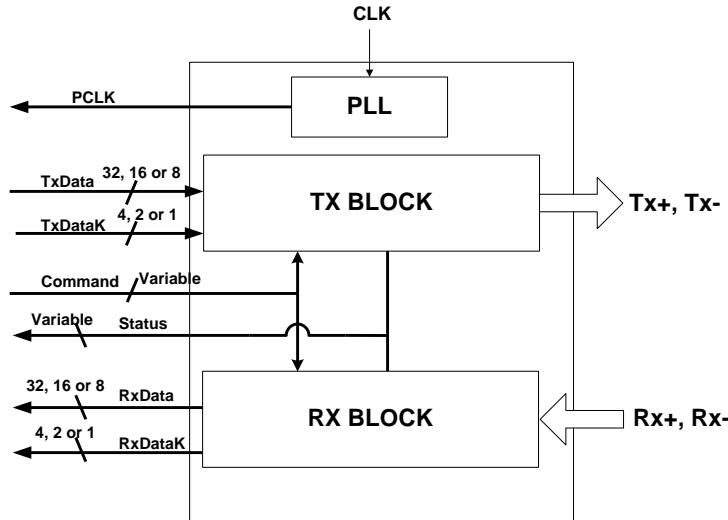 CLK
PCLK
PLL
TxData
32, 16 or 8
TxDataK
4, 2 or 1
TX BLOCK
Tx+, Tx-
Command
Variable
Variable
Status
32, 16 or 8
RxData
4, 2 or 1
RxDataK
RX BLOCK
Rx+, Rx-